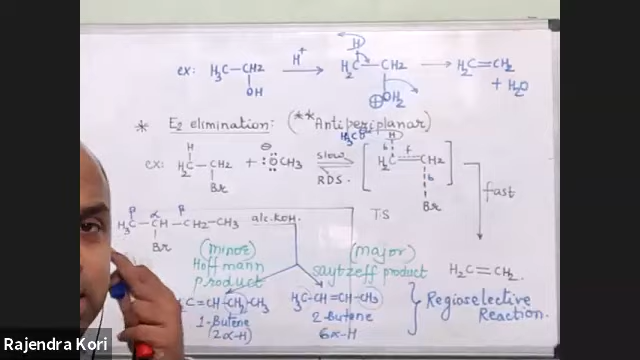 ex: H₃C–CH₂ H⁺ H H₂C–CH₂ H₂C=CH₂
OH ⊕OH₂ + H₂O
* E₂ elimination: (**Antiperiplanar)
ex: H H₂C–CH₂ + :Ö:⊖CH₃ slow RDS. [ H₃CO H H₂C CH₂ ] fast
Br Br
TS
H₃C–CH–CH₂–CH₃ alc.KOH
β α β
Br
(minor) (major)
Hoffmann Saytzeff product
product
C=CH–CH₂–CH₃ H₃C–CH=CH–CH₃ H₂C=CH₂
1-Butene 2-Butene Regioselective
(2α-H) 6α-H Reaction.
Rajendra Kori